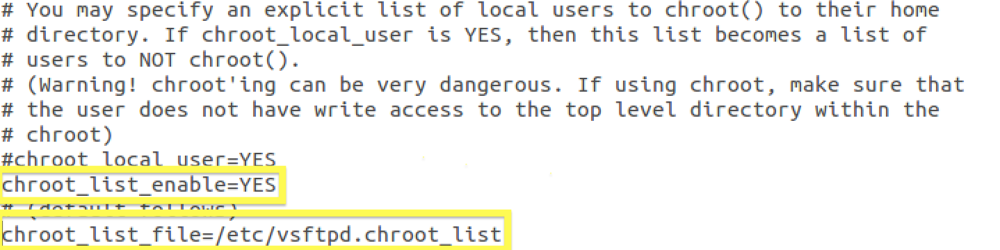 # You may specify an explicit list of local users to chroot() to their home
# directory. If chroot_local_user is YES, then this list becomes a list of
# users to NOT chroot().
# (Warning! chroot'ing can be very dangerous. If using chroot, make sure that
# the user does not have write access to the top level directory within the
# chroot)
#chroot_local_user=YES
chroot_list_enable=YES
# (default follows)
chroot_list_file=/etc/vsftpd.chroot_list